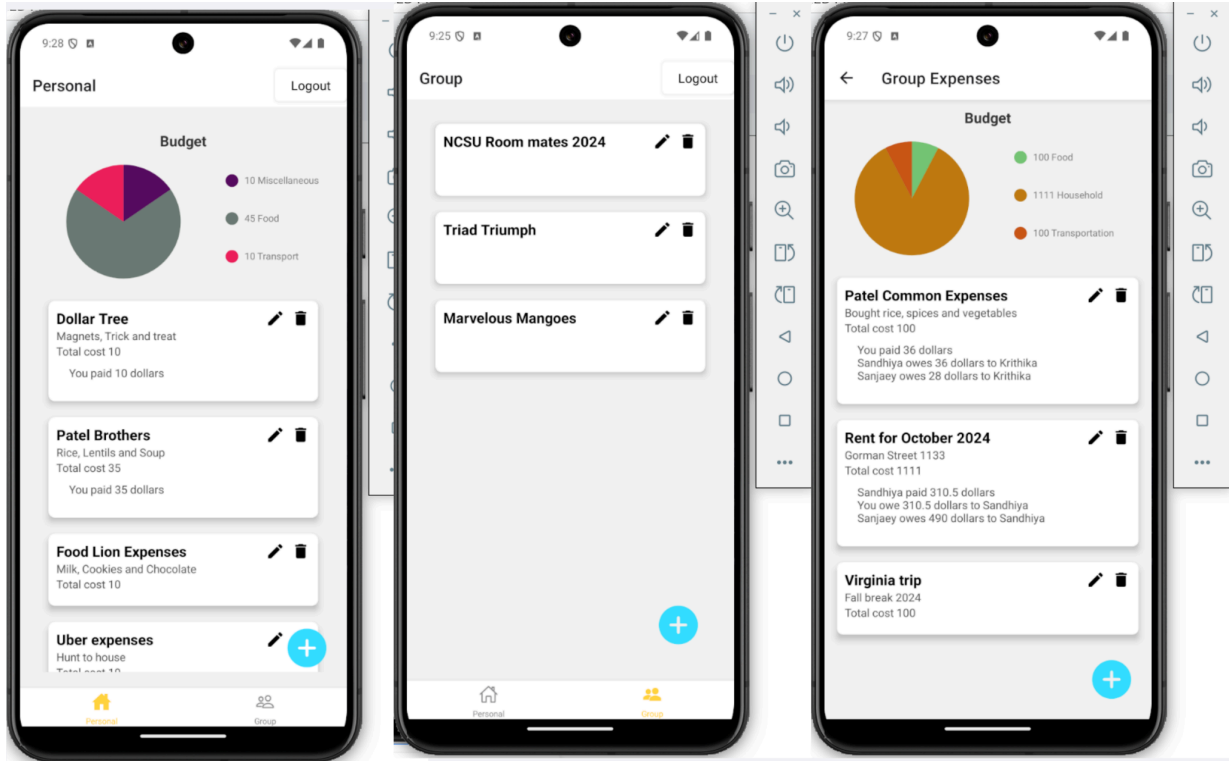 9:28
Personal
Logout
Budget
10 Miscellaneous
45 Food
10 Transport
Dollar Tree
Magnets, Trick and treat
Total cost 10
You paid 10 dollars
Patel Brothers
Rice, Lentils and Soup
Total cost 35
You paid 35 dollars
Food Lion Expenses
Milk, Cookies and Chocolate
Total cost 10
Uber expenses
Hunt to house
Total cost 10
Personal
Group
9:25
Group
Logout
NCSU Room mates 2024
Triad Triumph
Marvelous Mangoes
Personal
Group
9:27
Group Expenses
Budget
100 Food
1111 Household
100 Transportation
Patel Common Expenses
Bought rice, spices and vegetables
Total cost 100
You paid 36 dollars
Sandhiya owes 36 dollars to Krithika
Sanjaey owes 28 dollars to Krithika
Rent for October 2024
Gorman Street 1133
Total cost 1111
Sandhiya paid 310.5 dollars
You owe 310.5 dollars to Sandhiya
Sanjaey owes 490 dollars to Sandhiya
Virginia trip
Fall break 2024
Total cost 100